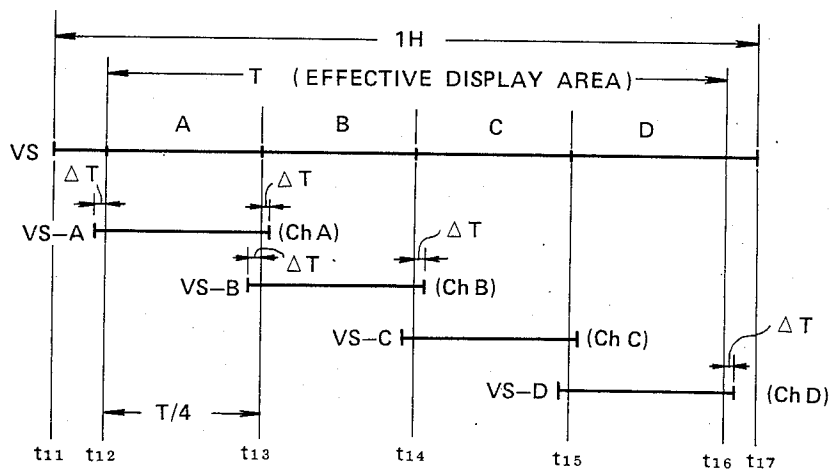 1H
T (EFFECTIVE DISPLAY AREA)
A B C D
VS
ΔT ΔT
VS-A (Ch A)
ΔT ΔT
VS-B (Ch B)
VS-C (Ch C)
ΔT
VS-D (Ch D)
T/4
t11 t12 t13 t14 t15 t16 t17